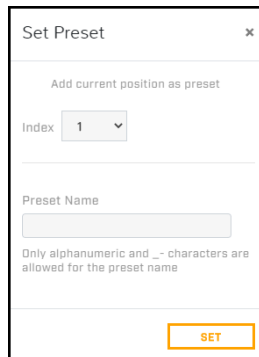 Set Preset ×
Add current position as preset
Index 1
Preset Name
Only alphanumeric and _- characters are
allowed for the preset name
SET